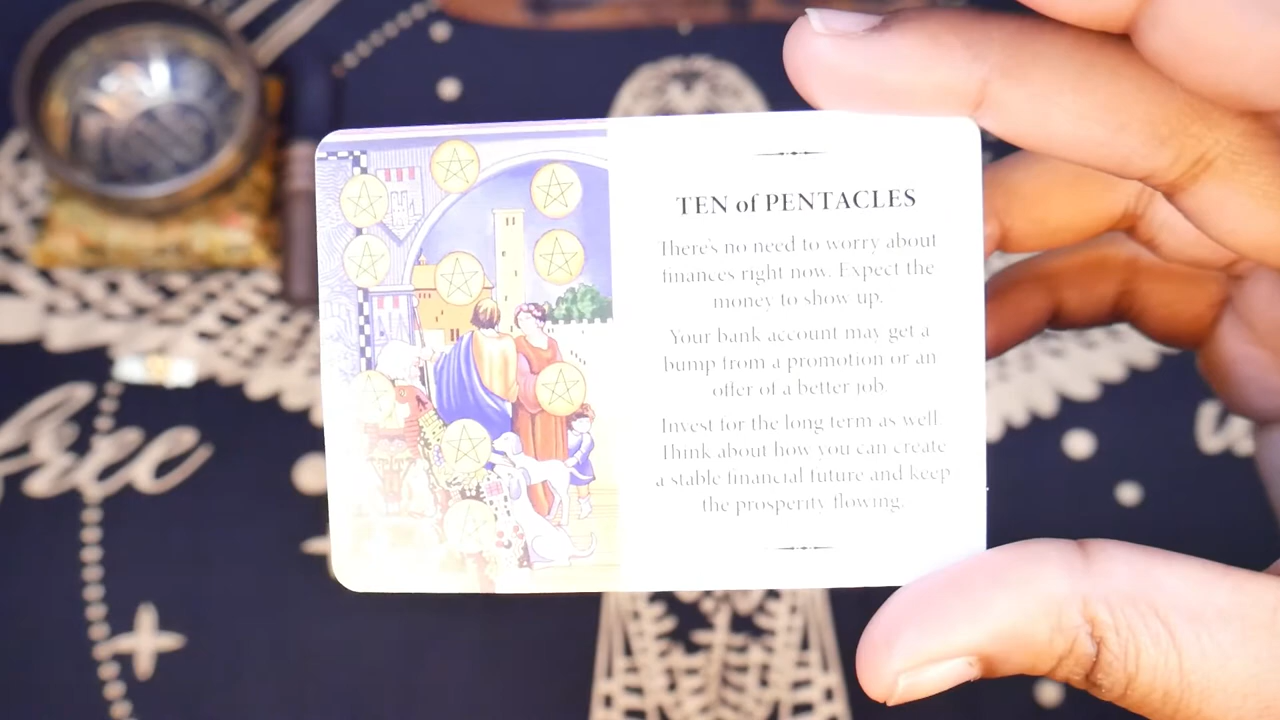 free
TEN of PENTACLES
There's no need to worry about
finances right now. Expect the
money to show up.
Your bank account may get a
bump from a promotion or an
offer of a better job.
Invest for the long term as well.
Think about how you can create
a stable financial future and keep
the prosperity flowing.